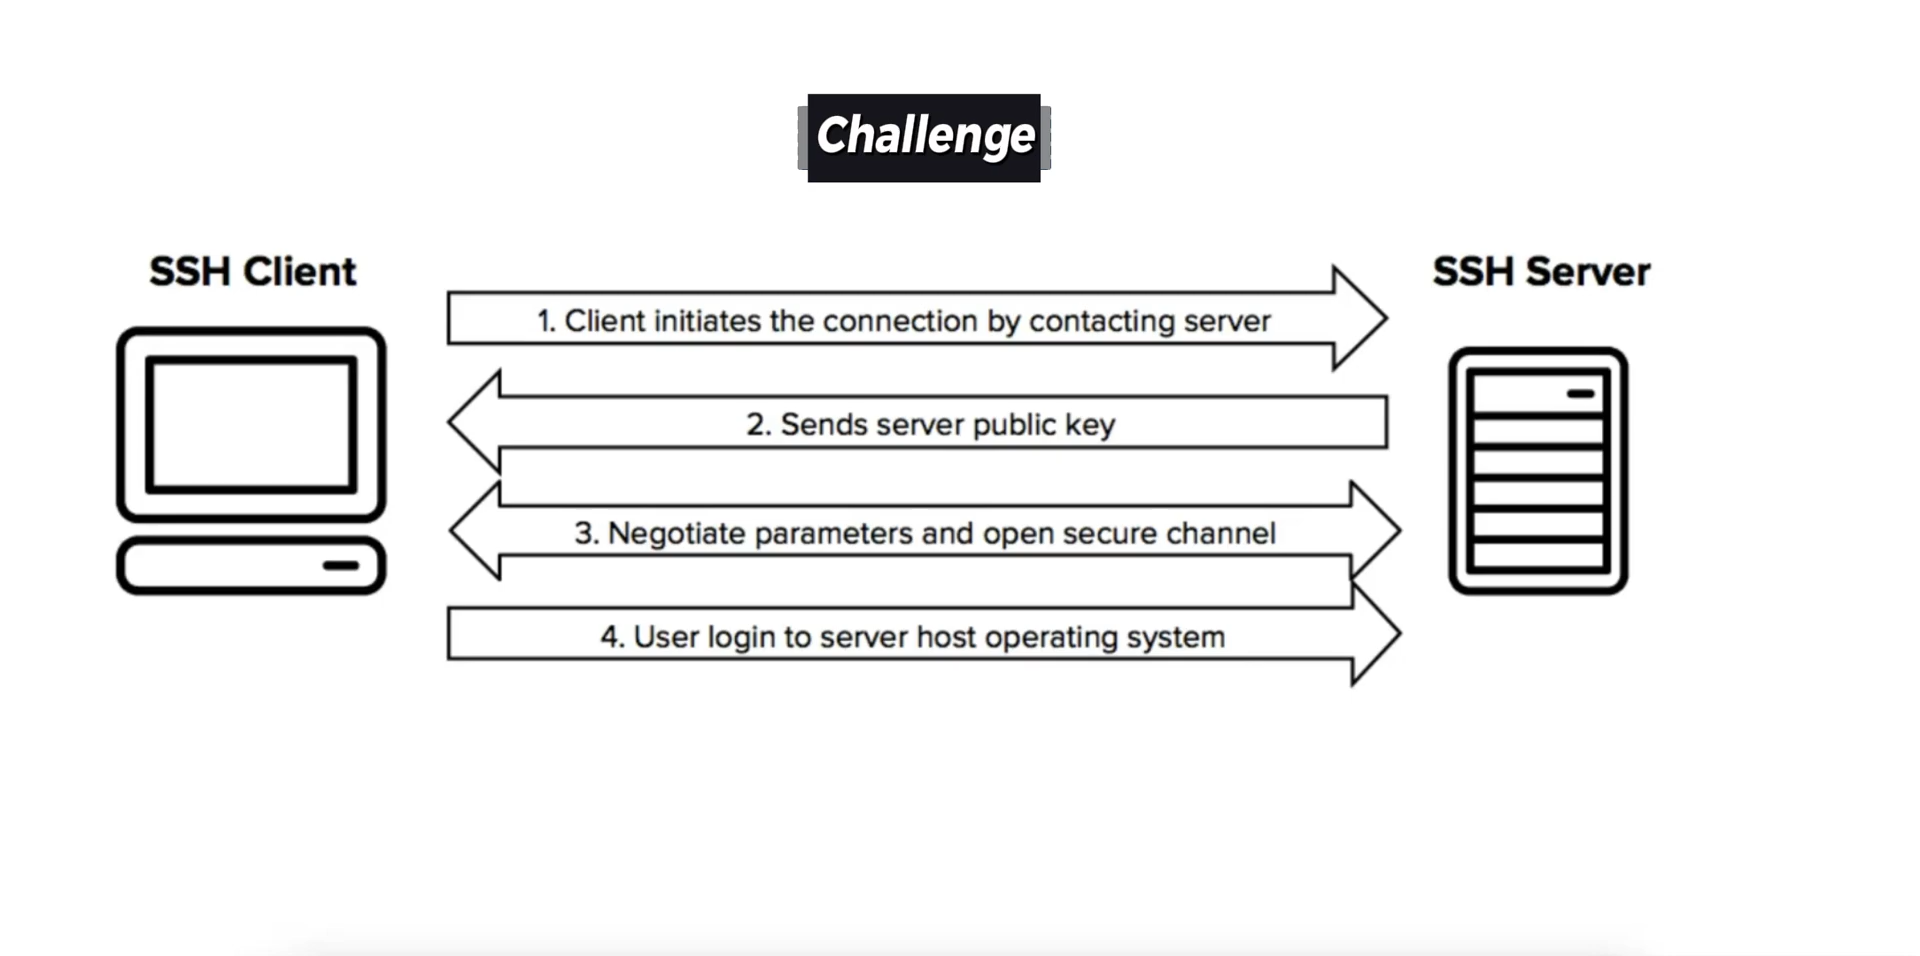 Challenge
SSH Client
SSH Server
1. Client initiates the connection by contacting server
2. Sends server public key
3. Negotiate parameters and open secure channel
4. User login to server host operating system